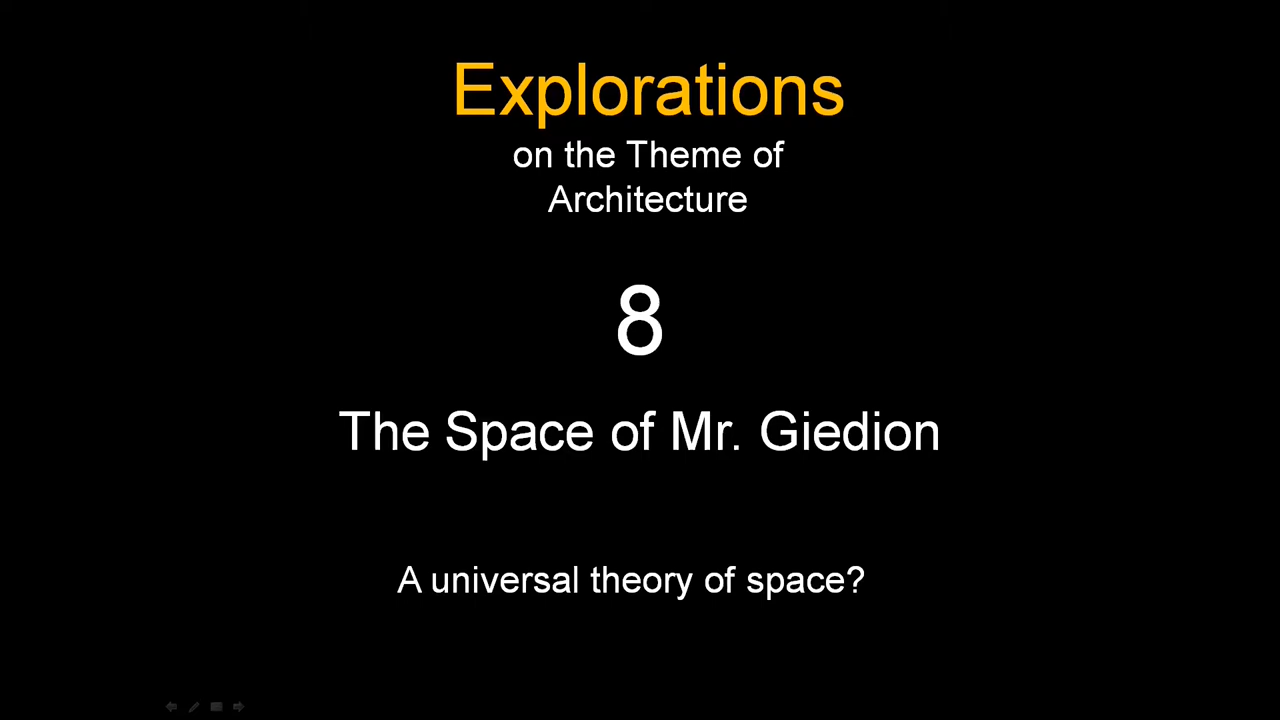 Explorations
on the Theme of
Architecture
8
The Space of Mr. Giedion
A universal theory of space?